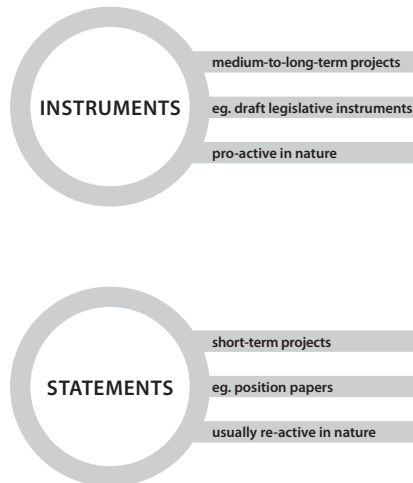 INSTRUMENTS
medium-to-long-term projects
eg. draft legislative instruments
pro-active in nature
STATEMENTS
short-term projects
eg. position papers
usually re-active in nature